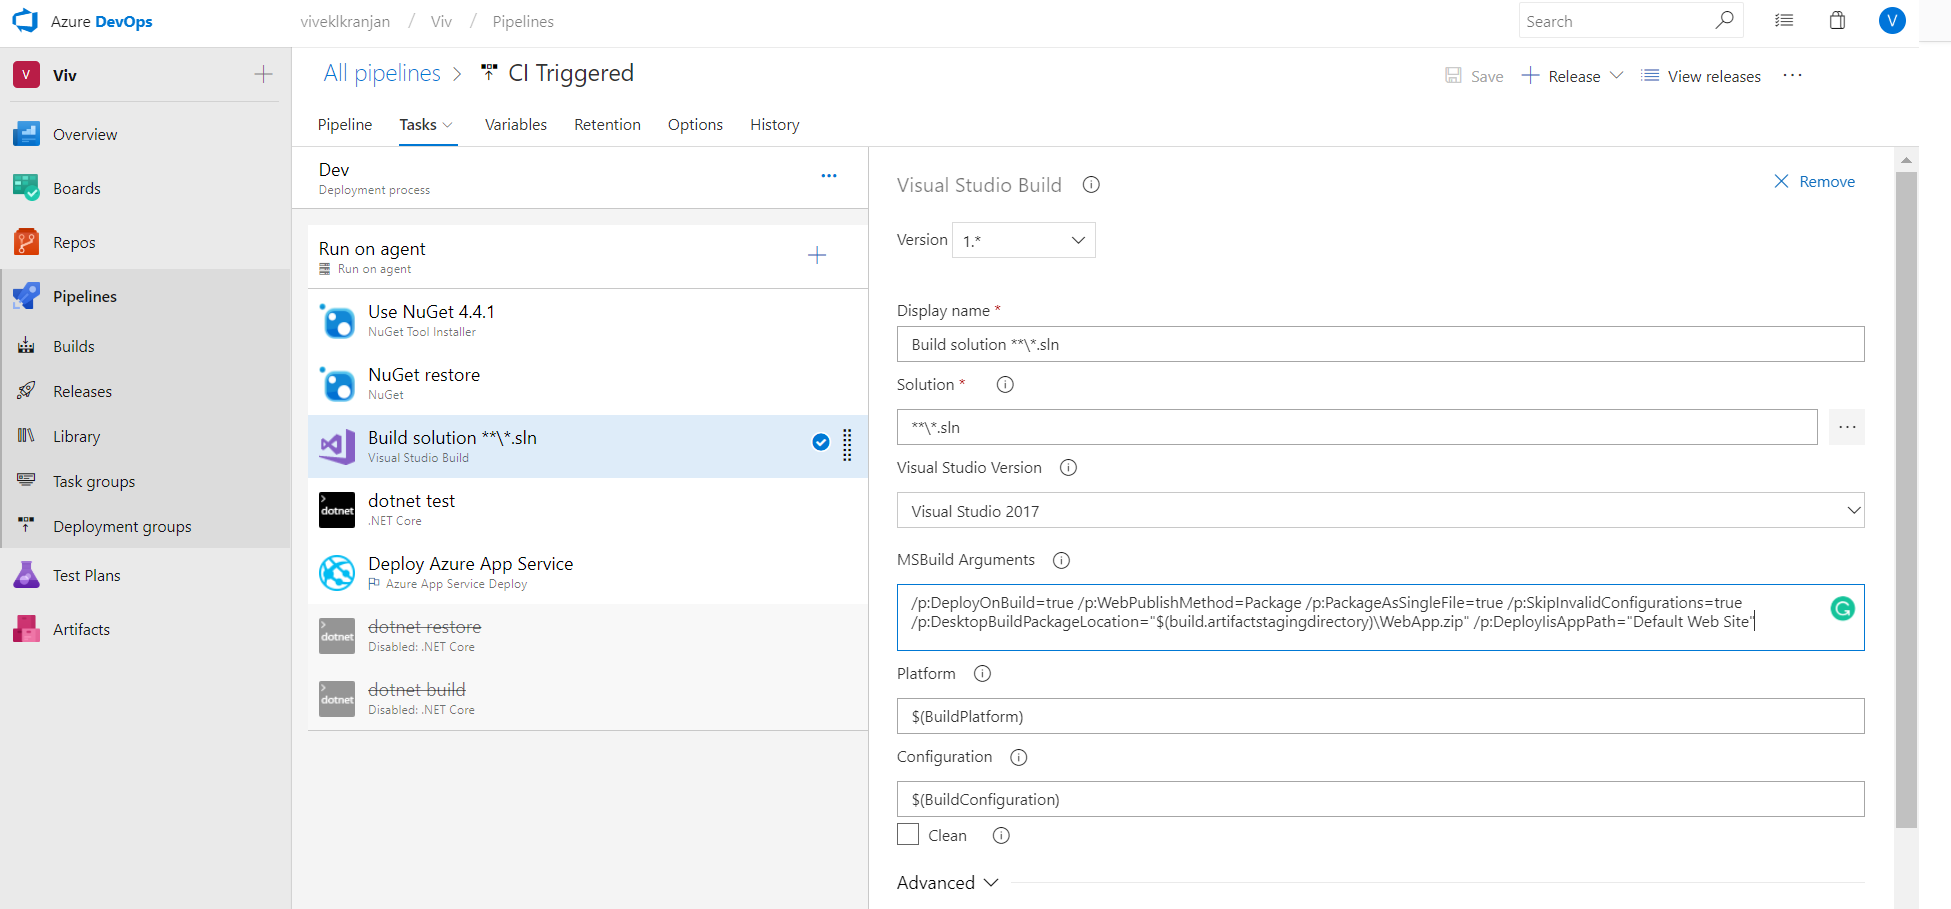 Azure DevOps
viveklkranjan / Viv / Pipelines
Search
V
V
Viv
Overview
Boards
Repos
Pipelines
Builds
Releases
Library
Task groups
Deployment groups
Test Plans
Artifacts
All pipelines > CI Triggered
Save
Release
View releases
...
Pipeline
Tasks
Variables
Retention
Options
History
Dev
Deployment process
...
Run on agent
Run on agent
Use NuGet 4.4.1
NuGet Tool Installer
NuGet restore
NuGet
Build solution **\*.sln
Visual Studio Build
dotnet
dotnet test
.NET Core
Deploy Azure App Service
Azure App Service Deploy
dotnet
dotnet restore
Disabled: .NET Core
dotnet
dotnet build
Disabled: .NET Core
Visual Studio Build
Remove
Version 1.*
Display name *
Build solution **\*.sln
Solution *
**\*.sln
...
Visual Studio Version
Visual Studio 2017
MSBuild Arguments
/p:DeployOnBuild=true /p:WebPublishMethod=Package /p:PackageAsSingleFile=true /p:SkipInvalidConfigurations=true
/p:DesktopBuildPackageLocation="$(build.artifactstagingdirectory)\WebApp.zip" /p:DeployIisAppPath="Default Web Site"
Platform
$(BuildPlatform)
Configuration
$(BuildConfiguration)
Clean
Advanced